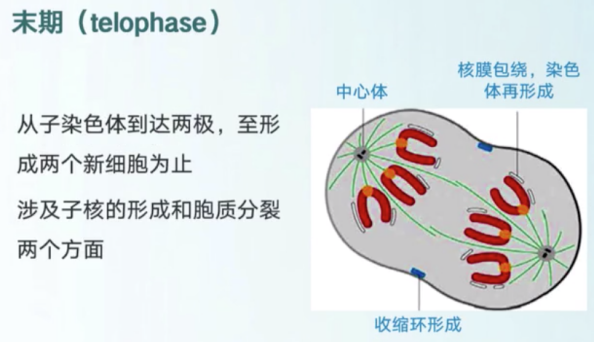 末期（telophase）
从子染色体到达两极，至形
成两个新细胞为止
涉及子核的形成和胞质分裂
两个方面
中心体
核膜包绕，染色
体再形成
收缩环形成